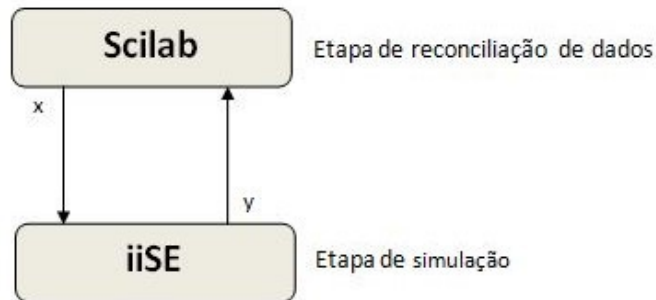 Scilab
Etapa de reconciliação de dados
x
y
iiSE
Etapa de simulação